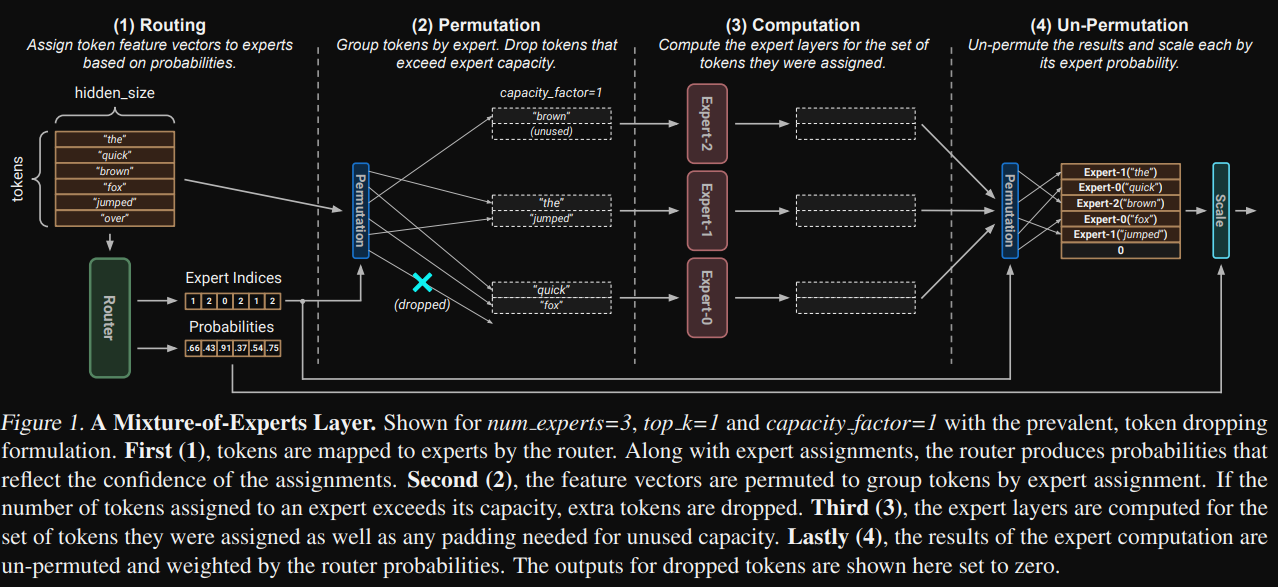 (1) Routing
Assign token feature vectors to experts
based on probabilities.
hidden_size
tokens
"the"
"quick"
"brown"
"fox"
"jumped"
"over"
Router
Expert Indices
1 2 0 2 1 2
Probabilities
.66 .43 .91 .37 .54 .75
(2) Permutation
Group tokens by expert. Drop tokens that
exceed expert capacity.
capacity_factor=1
Permutation
"brown"
(unused)
"the"
"jumped"
"quick"
"fox"
(dropped)
(3) Computation
Compute the expert layers for the set of
tokens they were assigned.
Expert-2
Expert-1
Expert-0
(4) Un-Permutation
Un-permute the results and scale each by
its expert probability.
Permutation
Expert-1("the")
Expert-0("quick")
Expert-2("brown")
Expert-0("fox")
Expert-1("jumped")
0
Scale
Figure 1. A Mixture-of-Experts Layer. Shown for num_experts=3, top_k=1 and capacity_factor=1 with the prevalent, token dropping
formulation. First (1), tokens are mapped to experts by the router. Along with expert assignments, the router produces probabilities that
reflect the confidence of the assignments. Second (2), the feature vectors are permuted to group tokens by expert assignment. If the
number of tokens assigned to an expert exceeds its capacity, extra tokens are dropped. Third (3), the expert layers are computed for the
set of tokens they were assigned as well as any padding needed for unused capacity. Lastly (4), the results of the expert computation are
un-permuted and weighted by the router probabilities. The outputs for dropped tokens are shown here set to zero.